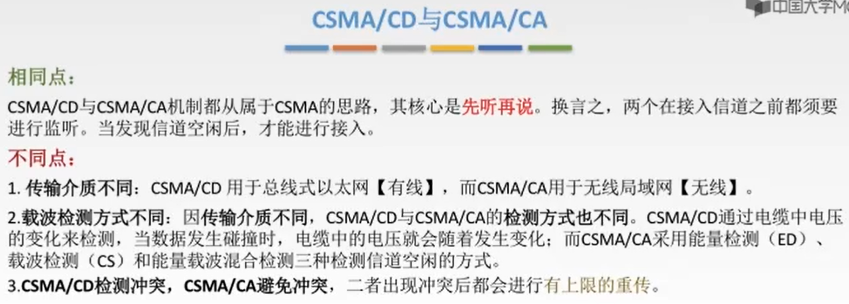 中国大学M
CSMA/CD与CSMA/CA
相同点：
CSMA/CD与CSMA/CA机制都从属于CSMA的思路，其核心是先听再说。换言之，两个在接入信道之前都须要
进行监听。当发现信道空闲后，才能进行接入。
不同点：
1. 传输介质不同：CSMA/CD 用于总线式以太网【有线】，而CSMA/CA用于无线局域网【无线】。
2.载波检测方式不同：因传输介质不同，CSMA/CD与CSMA/CA的检测方式也不同。CSMA/CD通过电缆中电压
的变化来检测，当数据发生碰撞时，电缆中的电压就会随着发生变化；而CSMA/CA采用能量检测（ED）、
载波检测（CS）和能量载波混合检测三种检测信道空闲的方式。
3.CSMA/CD检测冲突，CSMA/CA避免冲突，二者出现冲突后都会进行有上限的重传。